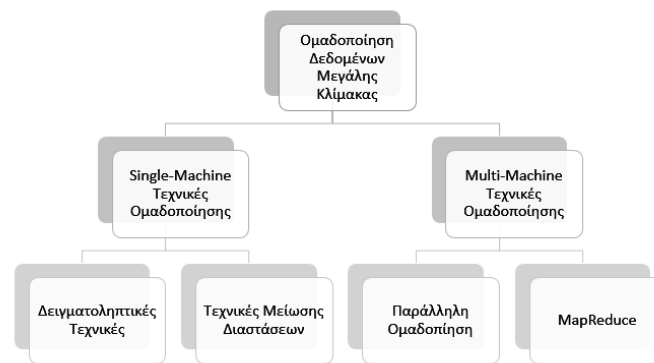 Ομαδοποίηση
Δεδομένων
Μεγάλης
Κλίμακας
Single-Machine
Τεχνικές
Ομαδοποίησης
Multi-Machine
Τεχνικές
Ομαδοποίησης
Δειγματοληπτικές
Τεχνικές
Τεχνικές Μείωσης
Διαστάσεων
Παράλληλη
Ομαδοπίηση
MapReduce